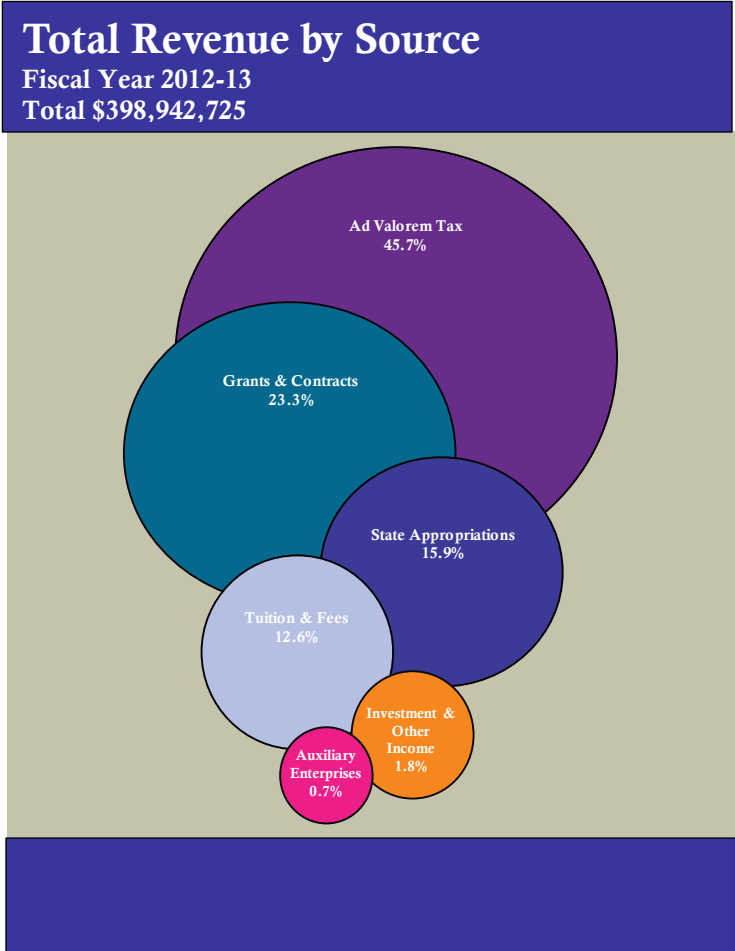 Total Revenue by Source
Fiscal Year 2012-13
Total $398,942,725
Ad Valorem Tax
45.7%
Grants & Contracts
23.3%
State Appropriations
15.9%
Tuition & Fees
12.6%
Investment &
Other
Income
1.8%
Auxiliary
Enterprises
0.7%